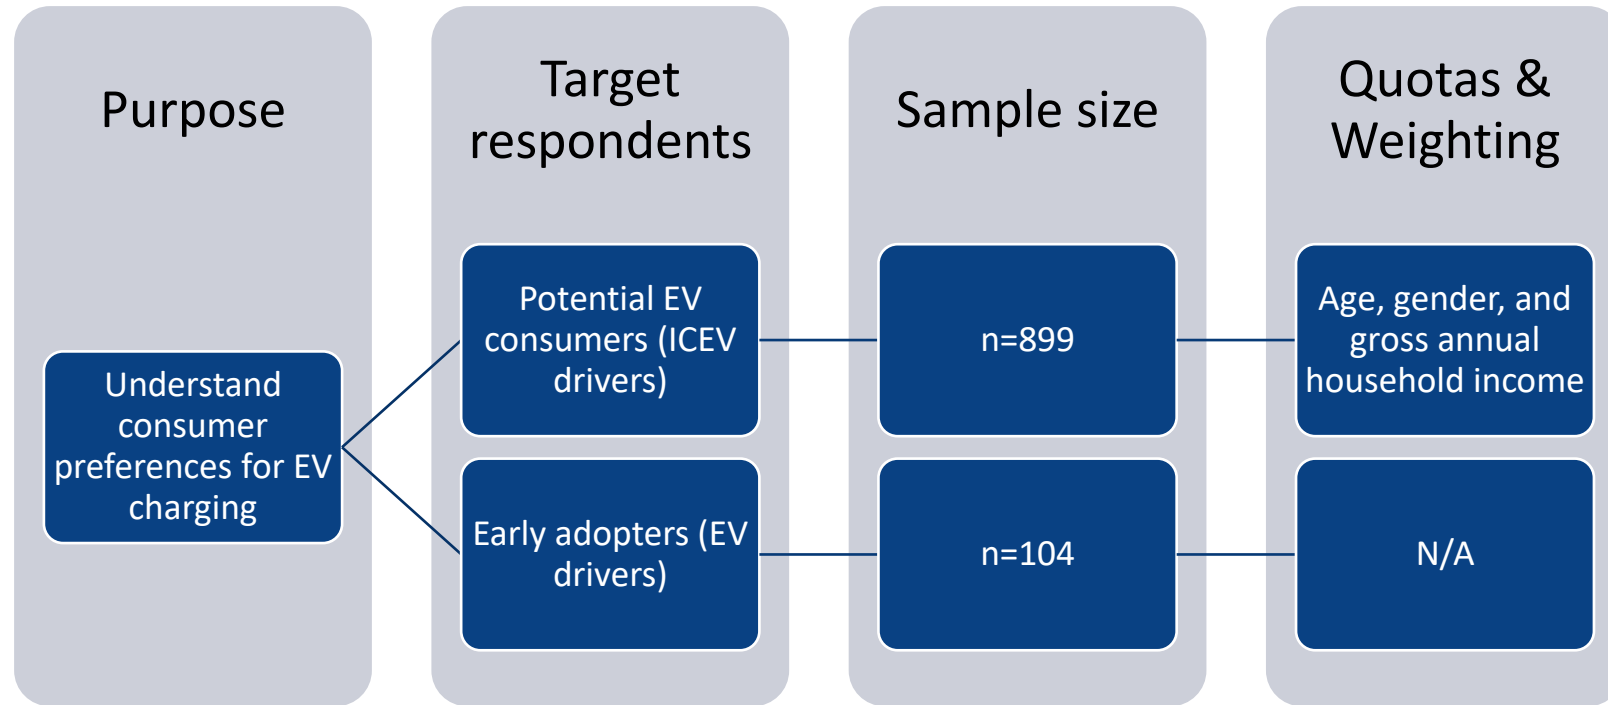 Purpose
Target
respondents
Sample size
Quotas &
Weighting
Understand
consumer
preferences for EV
charging
Potential EV
consumers (ICEV
drivers)
n=899
Age, gender, and
gross annual
household income
Early adopters (EV
drivers)
n=104
N/A